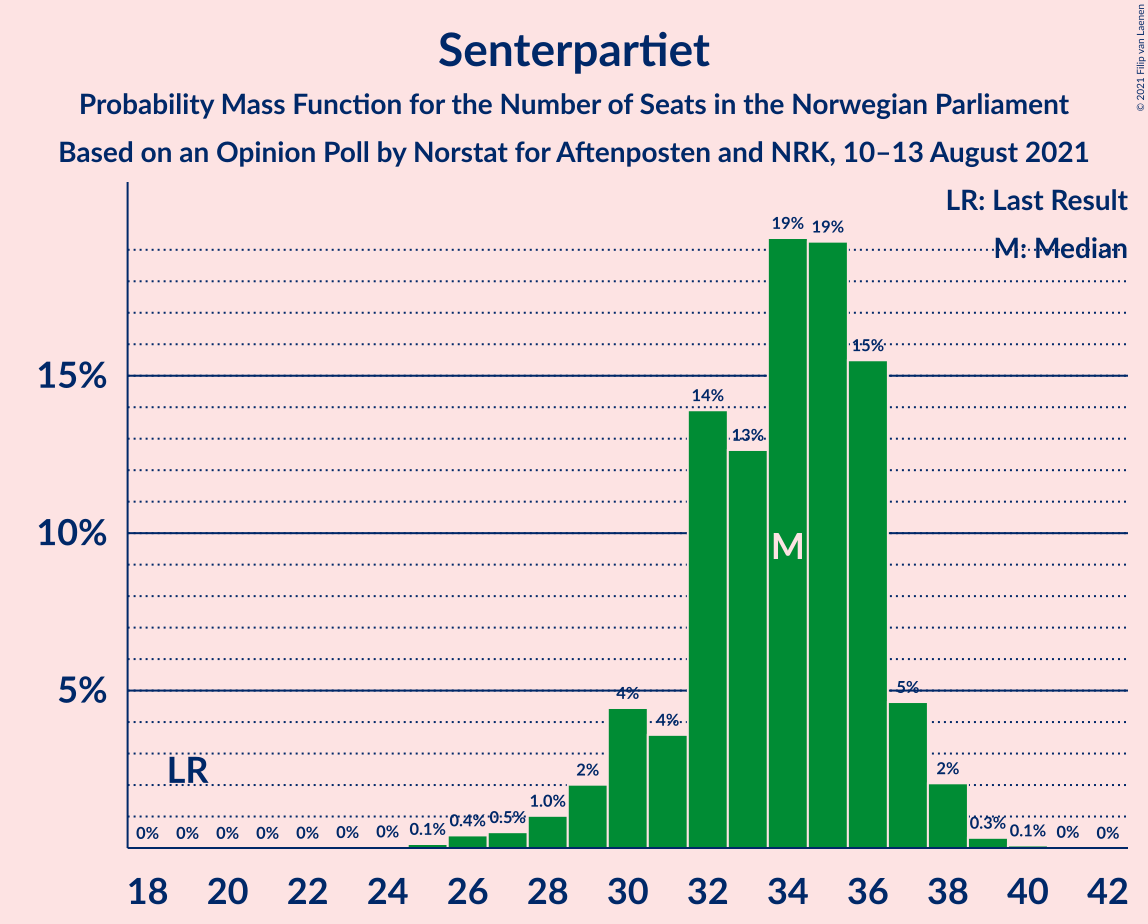 Senterpartiet
Probability Mass Function for the Number of Seats in the Norwegian Parliament
Based on an Opinion Poll by Norstat for Aftenposten and NRK, 10–13 August 2021
© 2021 Filip van Laenen
LR: Last Result
M: Median
15%
10%
5%
LR
M
0% 0% 0% 0% 0% 0% 0% 0.1% 0.4% 0.5% 1.0% 2% 4% 4% 14% 13% 19% 19% 15% 5% 2% 0.3% 0.1% 0% 0%
18 20 22 24 26 28 30 32 34 36 38 40 42